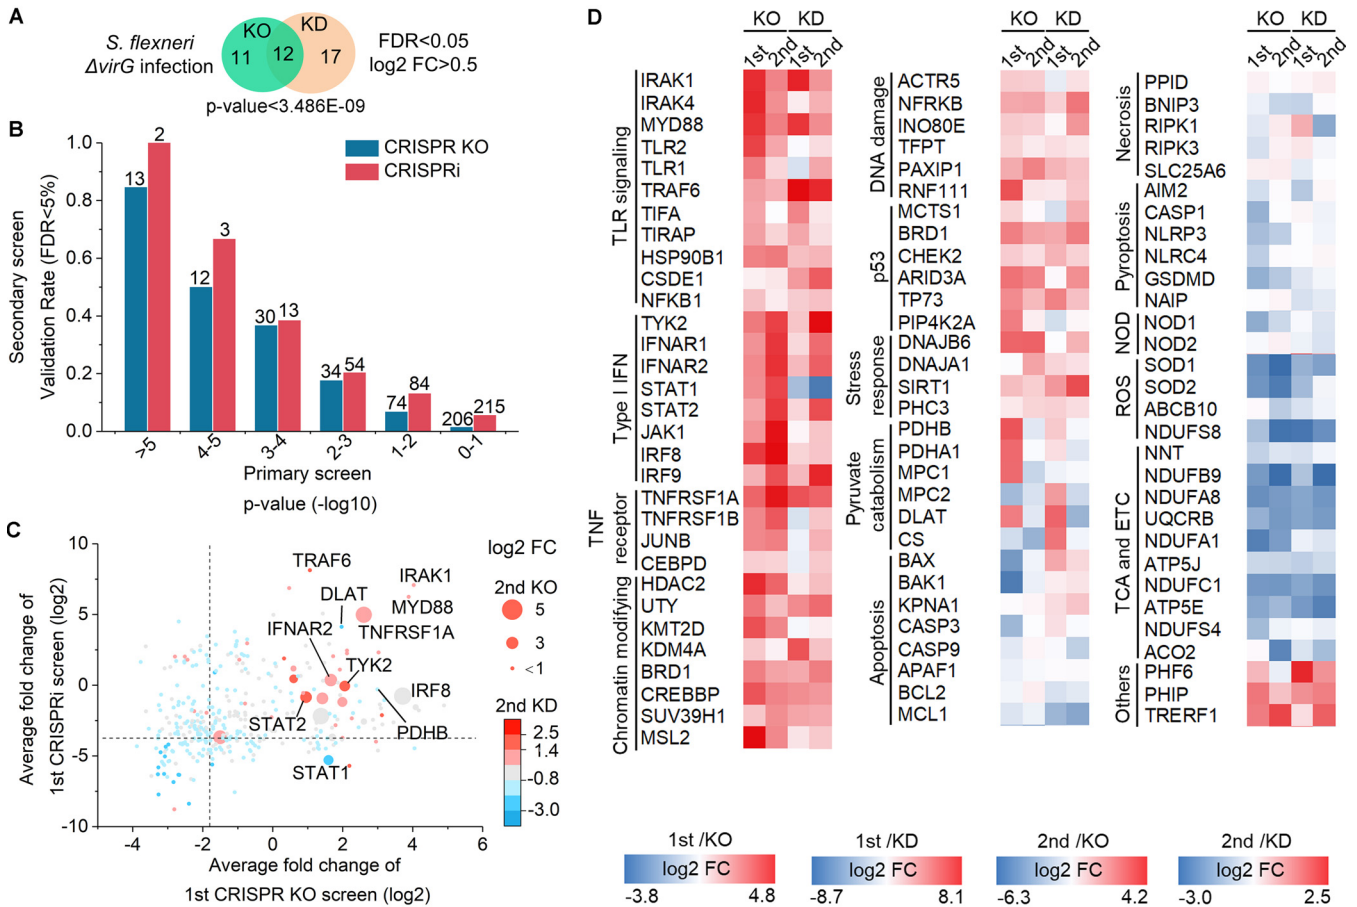 A
KO
KD
S. flexneri
ΔvirG infection
11
12
17
FDR<0.05
log2 FC>0.5
p-value<3.486E-09
B
Secondary screen
Validation Rate (FDR<5%)
1.0
0.8
0.6
0.4
0.2
0.0
CRISPR KO
CRISPRi
13
2
12
3
30
13
34
54
74
84
206
215
>5
4-5
3-4
2-3
1-2
0-1
Primary screen
p-value (-log10)
C
Average fold change of
1st CRISPRi screen (log2)
10
5
0
-5
-10
-4
-2
0
2
4
6
Average fold change of
1st CRISPR KO screen (log2)
TRAF6
IRAK1
DLAT
MYD88
IFNAR2
TNFRSF1A
TYK2
IRF8
STAT2
PDHB
STAT1
log2 FC
2nd KO
5
3
<1
2nd KD
2.5
1.4
-0.8
-3.0
D
KO
KD
1st
2nd
1st
2nd
TLR signaling
IRAK1
IRAK4
MYD88
TLR2
TLR1
TRAF6
TIFA
TIRAP
HSP90B1
CSDE1
NFKB1
Type I IFN
TYK2
IFNAR1
IFNAR2
STAT1
STAT2
JAK1
IRF8
IRF9
TNF
receptor
TNFRSF1A
TNFRSF1B
JUNB
CEBPD
Chromatin modifying
HDAC2
UTY
KMT2D
KDM4A
BRD1
CREBBP
SUV39H1
MSL2
KO
KD
1st
2nd
1st
2nd
DNA damage
ACTR5
NFRKB
INO80E
TFPT
PAXIP1
RNF111
p53
MCTS1
BRD1
CHEK2
ARID3A
TP73
PIP4K2A
Stress
response
DNAJB6
DNAJA1
SIRT1
PHC3
Pyruvate
catabolism
PDHB
PDHA1
MPC1
MPC2
DLAT
CS
Apoptosis
BAX
BAK1
KPNA1
CASP3
CASP9
APAF1
BCL2
MCL1
KO
KD
1st
2nd
1st
2nd
Necrosis
PPID
BNIP3
RIPK1
RIPK3
SLC25A6
Pyroptosis
AIM2
CASP1
NLRP3
NLRC4
GSDMD
NAIP
NOD
NOD1
NOD2
ROS
SOD1
SOD2
ABCB10
NDUFS8
TCA and ETC
NNT
NDUFB9
NDUFA8
UQCRB
NDUFA1
ATP5J
NDUFC1
ATP5E
NDUFS4
ACO2
Others
PHF6
PHIP
TRERF1
1st /KO
log2 FC
-3.8
4.8
1st /KD
log2 FC
-8.7
8.1
2nd /KO
log2 FC
-6.3
4.2
2nd /KD
log2 FC
-3.0
2.5